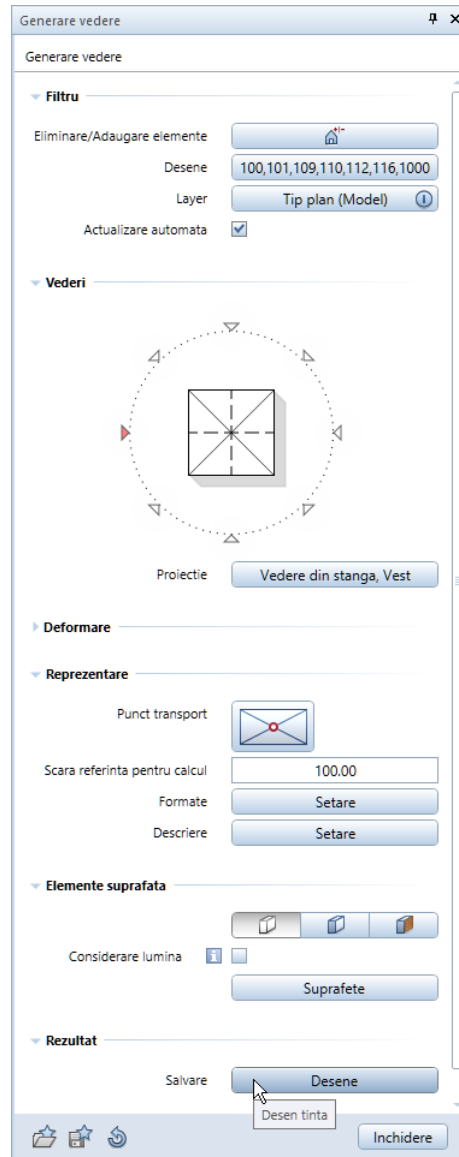 Generare vedere
Generare vedere
Filtru
Eliminare/Adaugare elemente
Desene 100,101,109,110,112,116,1000
Layer Tip plan (Model)
Actualizare automata
Vederi
Proiectie Vedere din stanga, Vest
Deformare
Reprezentare
Punct transport
Scara referinta pentru calcul 100.00
Formate Setare
Descriere Setare
Elemente suprafata
Considerare lumina
Suprafete
Rezultat
Salvare Desene
Desen tinta
Inchidere